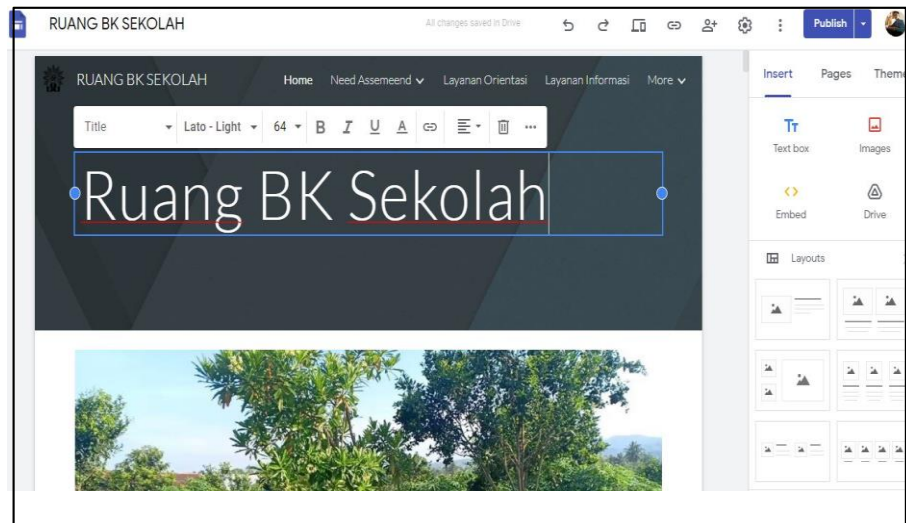 RUANG BK SEKOLAH
All changes saved in Drive
Publish
RUANG BK SEKOLAH
Home Need Assemeend Layanan Orientasi Layanan Informasi More
Insert Pages Theme
Title Lato - Light 64 B I U A
Ruang BK Sekolah
Text box Images
Embed Drive
Layouts